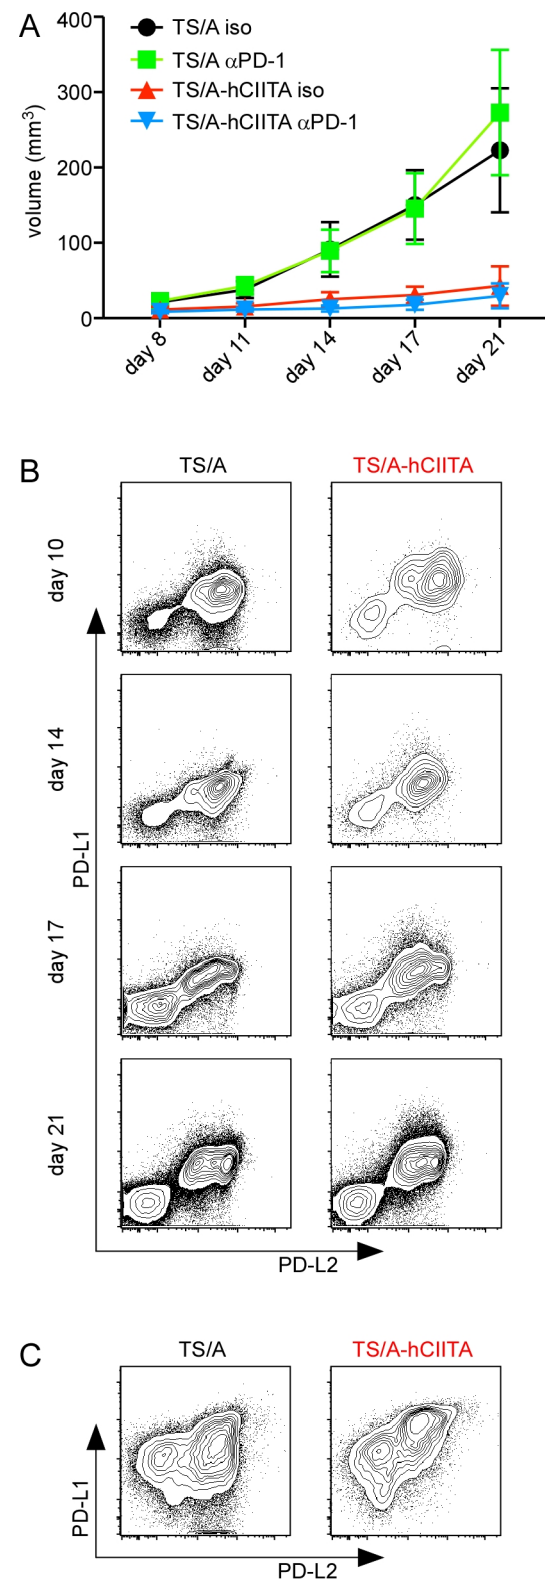 A
TS/A iso
TS/A αPD-1
TS/A-hCIITA iso
TS/A-hCIITA αPD-1
volume (mm³)
400
300
200
100
0
day 8
day 11
day 14
day 17
day 21
B
TS/A
TS/A-hCIITA
day 10
day 14
day 17
day 21
PD-L1
PD-L2
C
TS/A
TS/A-hCIITA
PD-L1
PD-L2